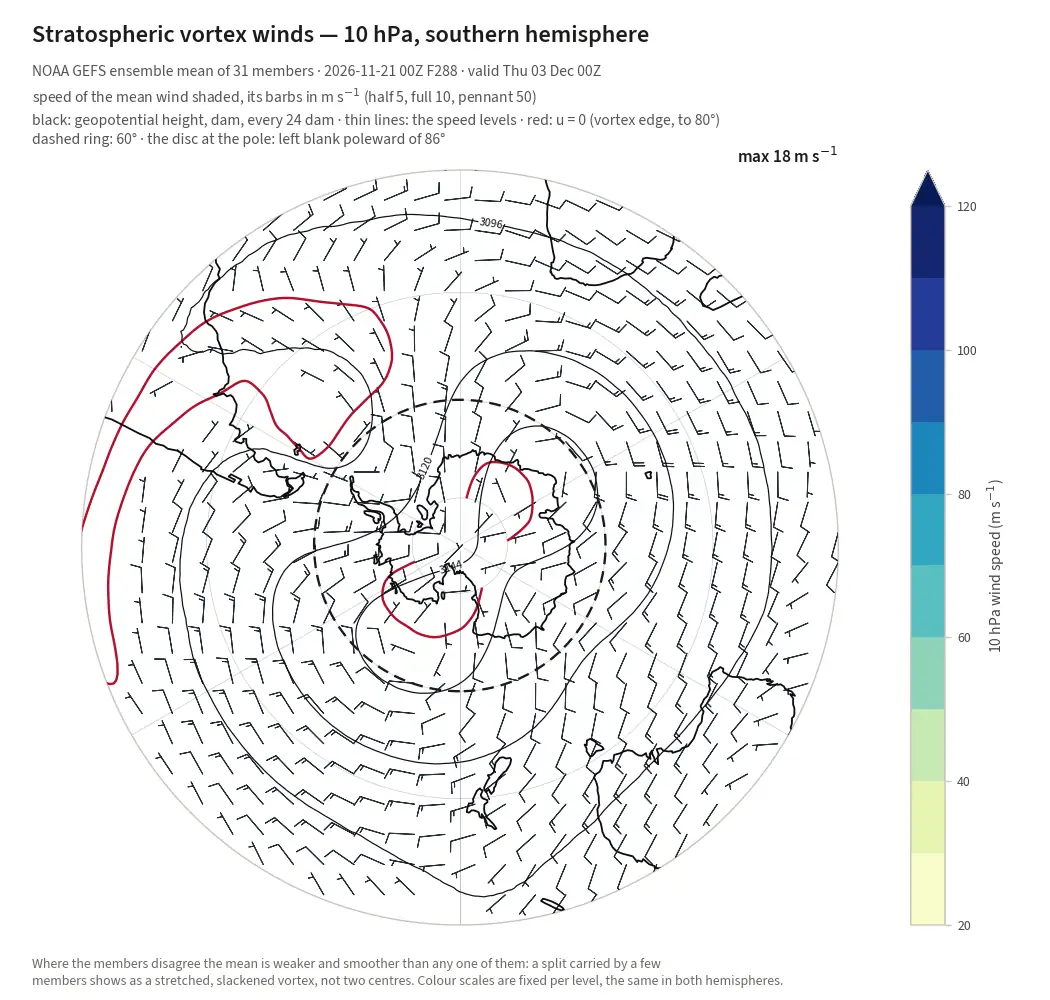 Stratospheric vortex winds — 10 hPa, southern hemisphere
NOAA GEFS ensemble mean of 31 members · 2026-11-21 00Z F288 · valid Thu 03 Dec 00Z
speed of the mean wind shaded, its barbs in m s⁻¹ (half 5, full 10, pennant 50)
black: geopotential height, dam, every 24 dam · thin lines: the speed levels · red: u = 0 (vortex edge, to 80°)
dashed ring: 60° · the disc at the pole: left blank poleward of 86°
max 18 m s⁻¹
3096
3120
3144
120
100
80
60
40
20
10 hPa wind speed (m s⁻¹)
Where the members disagree the mean is weaker and smoother than any one of them: a split carried by a few
members shows as a stretched, slackened vortex, not two centres. Colour scales are fixed per level, the same in both hemispheres.